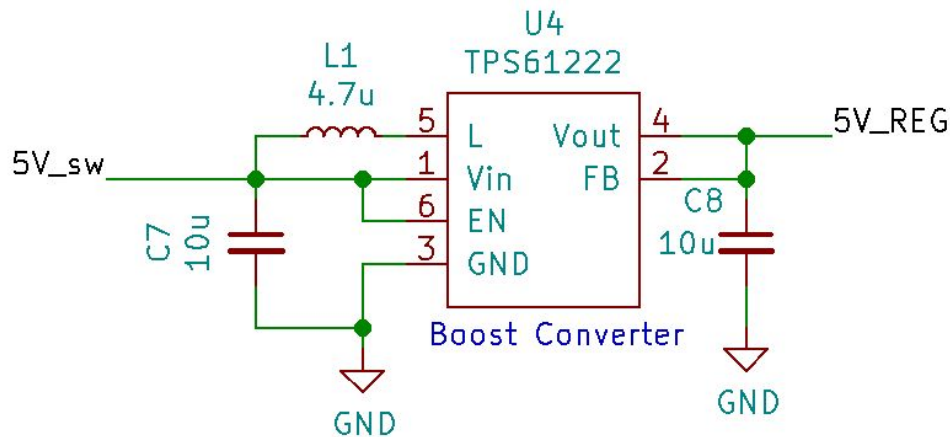 U4
TPS61222
L1
4.7u
5V_sw
5
L
1
Vin
6
EN
3
GND
Vout
4
FB
2
5V_REG
C7
10u
C8
10u
Boost Converter
GND
GND